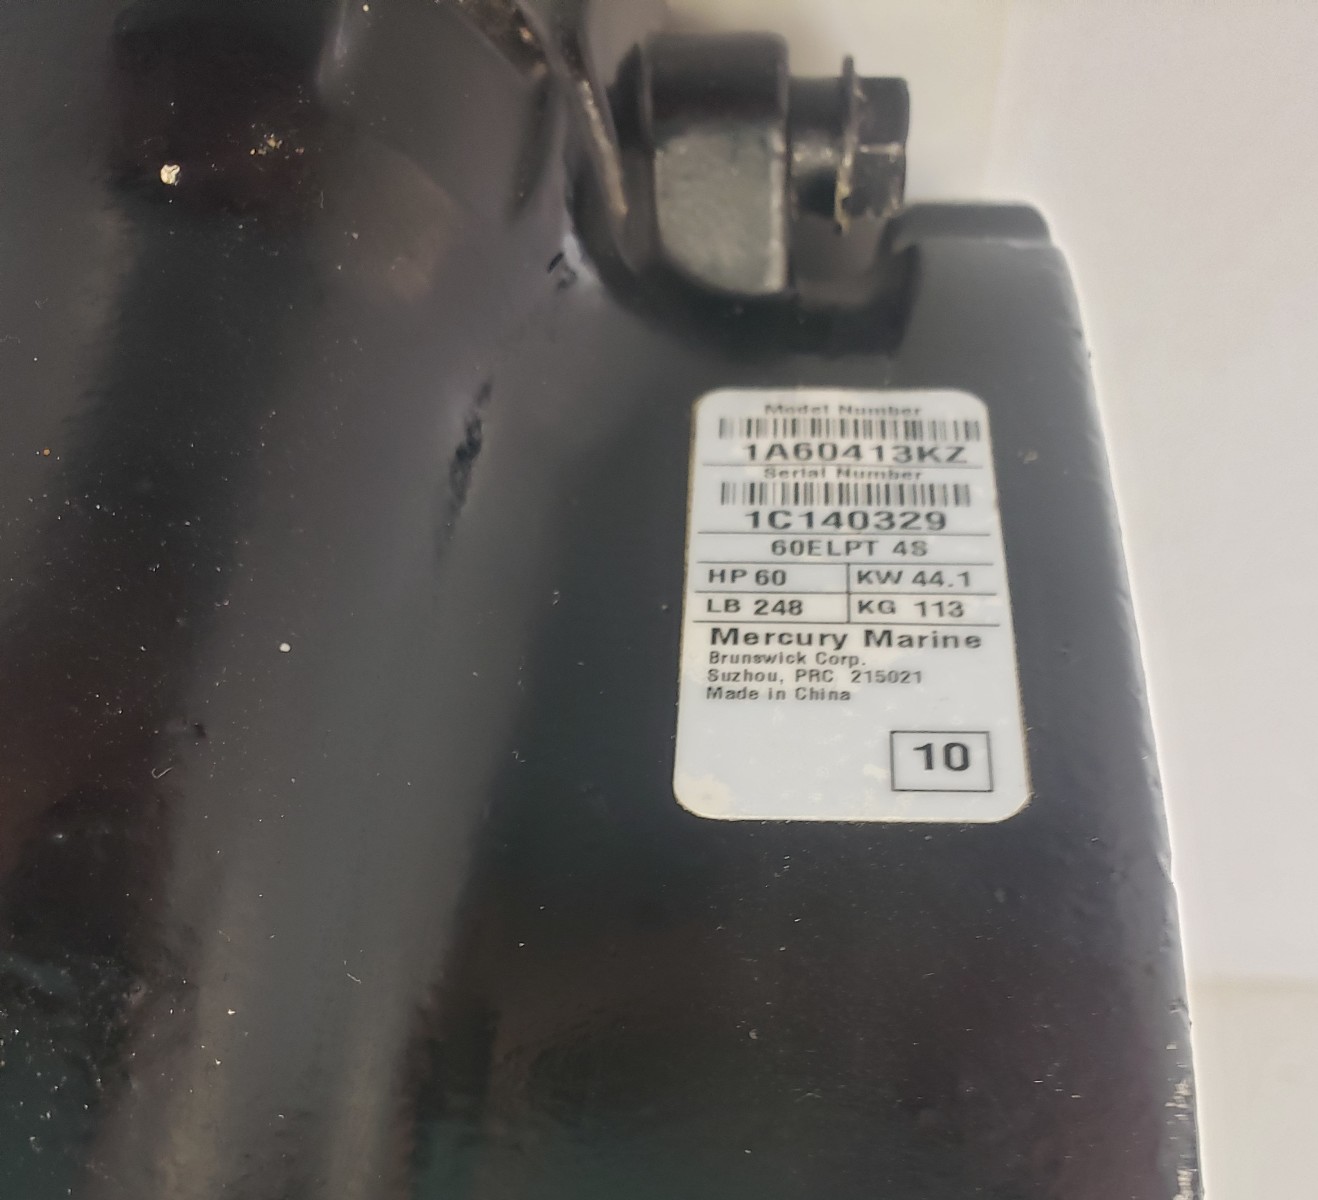 Model Number
1A60413KZ
Serial Number
1C140329
60ELPT 4S
HP 60 KW 44.1
LB 248 KG 113
Mercury Marine
Brunswick Corp.
Suzhou, PRC 215021
Made in China
10